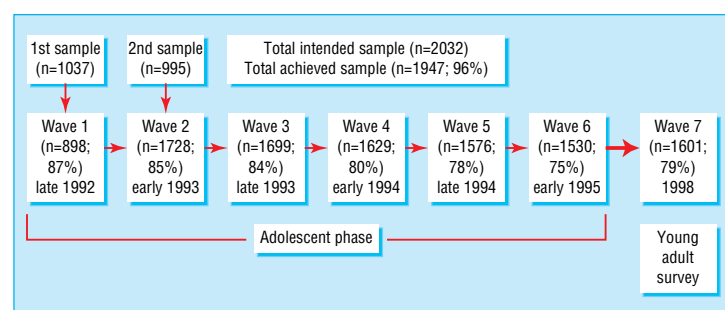 1st sample
(n=1037)
2nd sample
(n=995)
Total intended sample (n=2032)
Total achieved sample (n=1947; 96%)
Wave 1
(n=898;
87%)
late 1992
Wave 2
(n=1728;
85%)
early 1993
Wave 3
(n=1699;
84%)
late 1993
Wave 4
(n=1629;
80%)
early 1994
Wave 5
(n=1576;
78%)
late 1994
Wave 6
(n=1530;
75%)
early 1995
Wave 7
(n=1601;
79%)
1998
Adolescent phase
Young
adult
survey